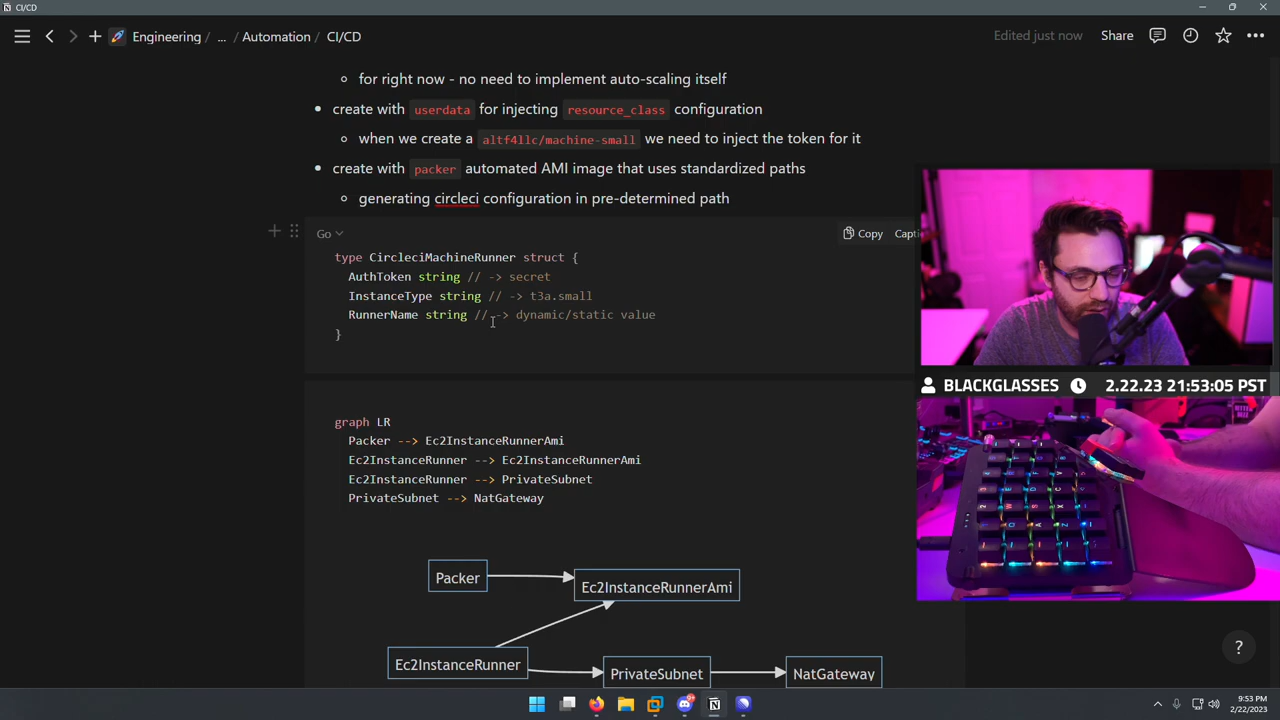 CI/CD
Engineering / ... / Automation / CI/CD
Edited just now Share
for right now - no need to implement auto-scaling itself
create with userdata for injecting resource_class configuration
when we create a altf4llc/machine-small we need to inject the token for it
create with packer automated AMI image that uses standardized paths
generating circleci configuration in pre-determined path
Go
Copy Capti
type CircleciMachineRunner struct {
AuthToken string // -> secret
InstanceType string // -> t3a.small
RunnerName string // -> dynamic/static value
}
BLACKGLASSES 2.22.23 21:53:05 PST
graph LR
Packer --> Ec2InstanceRunnerAmi
Ec2InstanceRunner --> Ec2InstanceRunnerAmi
Ec2InstanceRunner --> PrivateSubnet
PrivateSubnet --> NatGateway
Packer
Ec2InstanceRunnerAmi
Ec2InstanceRunner
PrivateSubnet
NatGateway
?
9:53 PM
2/22/2023